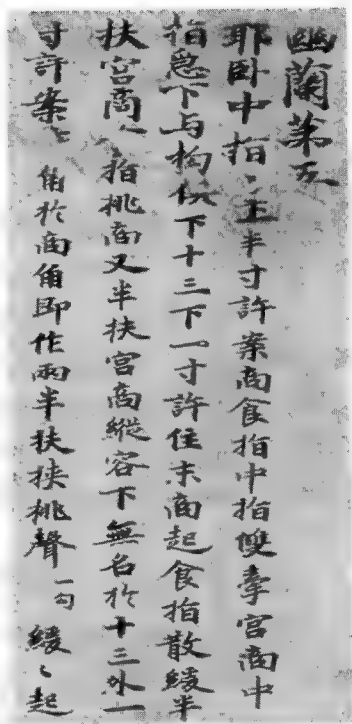 幽蘭第五
耶卧中指〻上半寸許案商食指中指雙牽宮商中
指急下与拘俱下十三下一寸許住末商起食指散緩半
扶宮商〻〻指挑商又半扶宮商縱容下無名於十三外一
寸許案〻角於商角即作兩半扶挾挑聲一句緩〻起